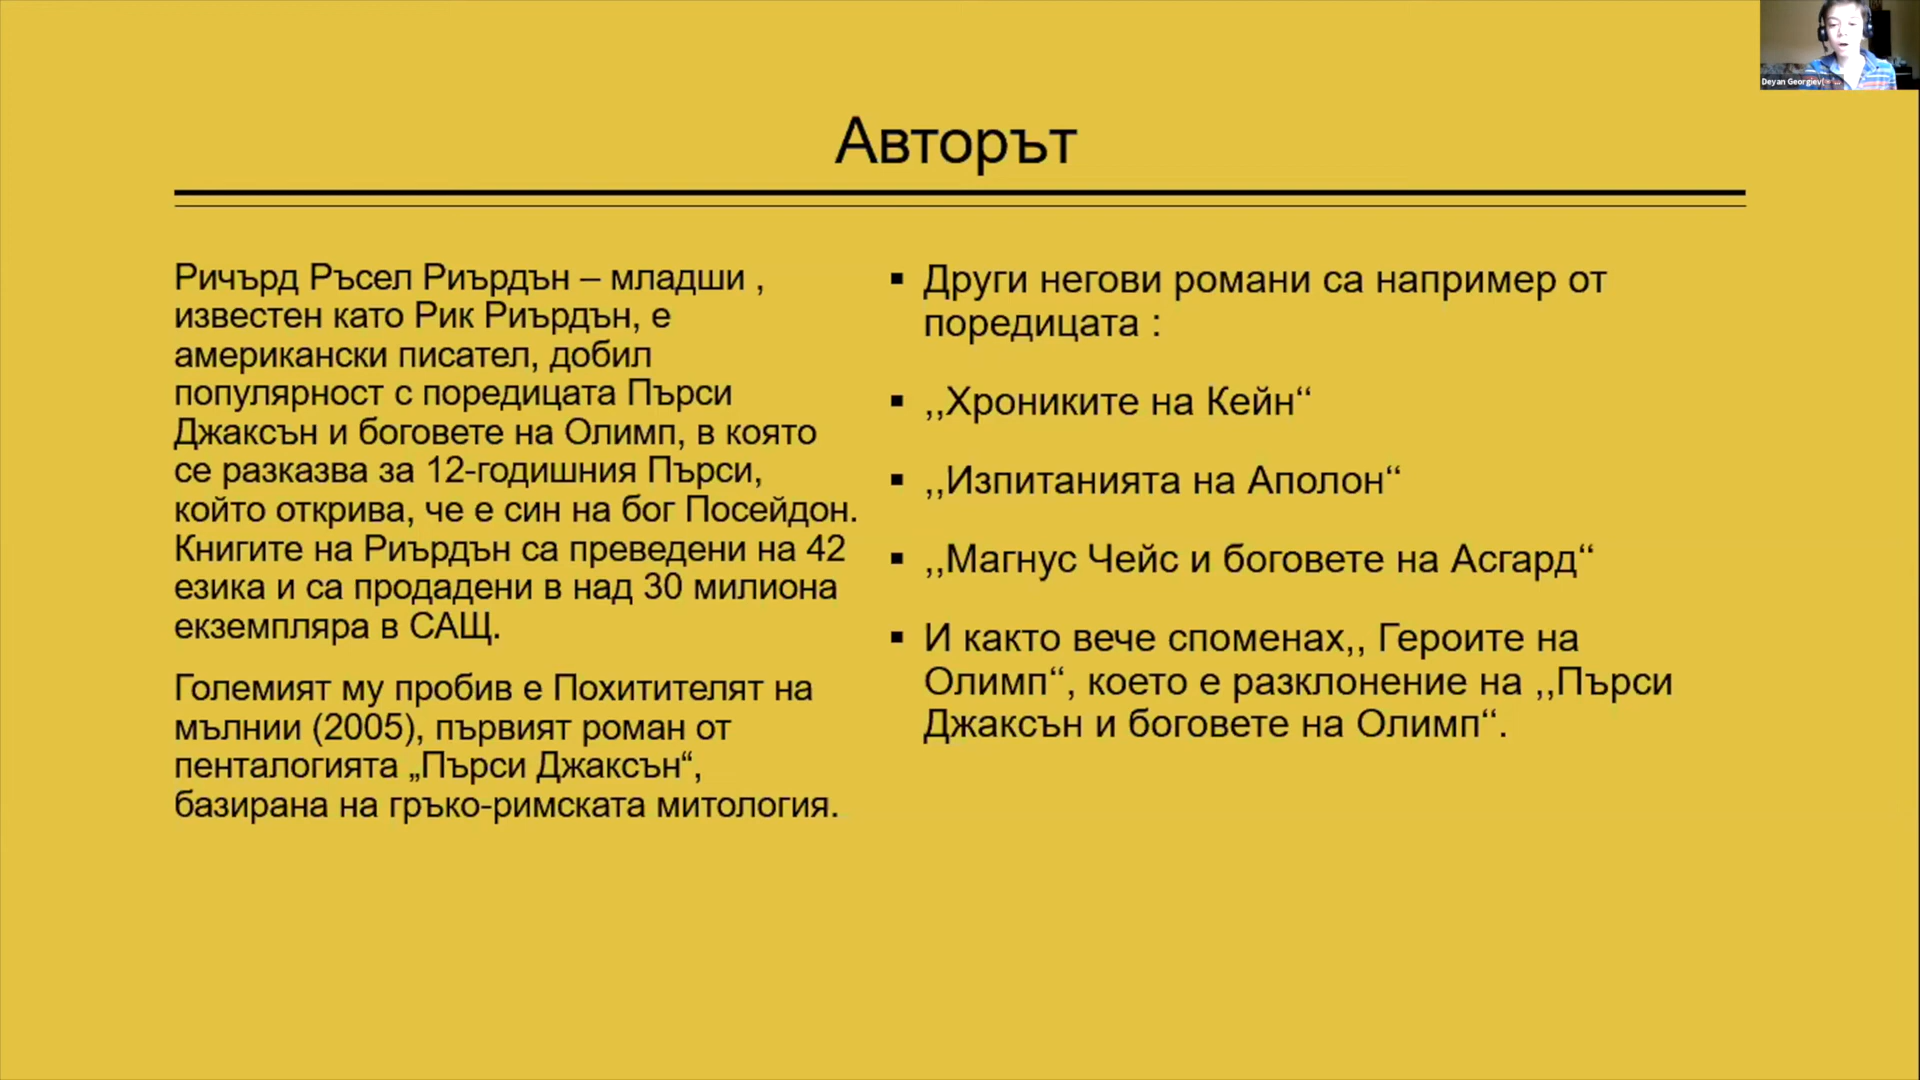 Авторът
Ричърд Ръсел Риърдън – младши ,
известен като Рик Риърдън, е
американски писател, добил
популярност с поредицата Пърси
Джаксън и боговете на Олимп, в която
се разказва за 12-годишния Пърси,
който открива, че е син на бог Посейдон.
Книгите на Риърдън са преведени на 42
езика и са продадени в над 30 милиона
екземпляра в САЩ.
Големият му пробив е Похитителят на
мълнии (2005), първият роман от
пенталогията „Пърси Джаксън“,
базирана на гръко-римската митология.
▪ Други негови романи са например от
поредицата :
▪ ,,Хрониките на Кейн“
▪ ,,Изпитанията на Аполон“
▪ ,,Магнус Чейс и боговете на Асгард“
▪ И както вече споменах,, Героите на
Олимп“, което е разклонение на ,,Пърси
Джаксън и боговете на Олимп“.
Deyan Georgiev